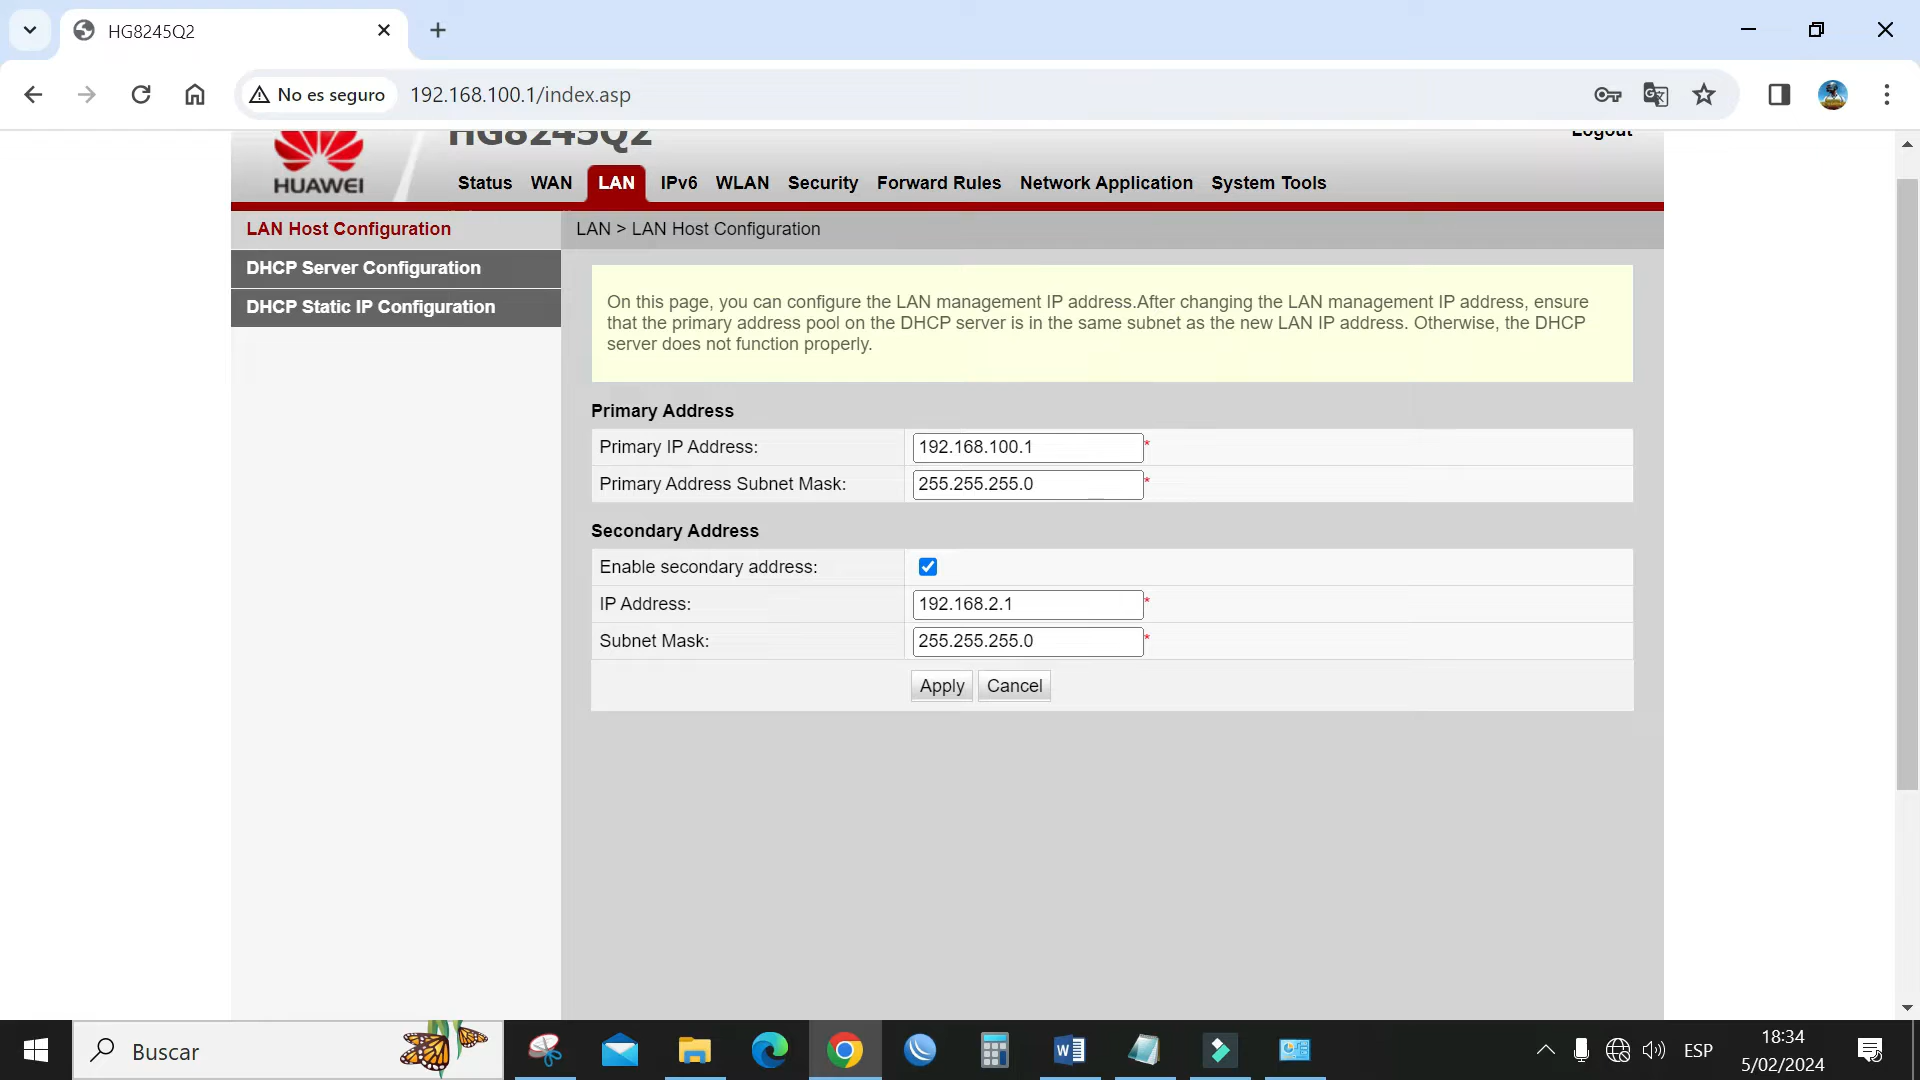 HG8245Q2
No es seguro
192.168.100.1/index.asp
HG8245Q2
Logout
HUAWEI
Status WAN LAN IPv6 WLAN Security Forward Rules Network Application System Tools
LAN Host Configuration
DHCP Server Configuration
DHCP Static IP Configuration
LAN > LAN Host Configuration
On this page, you can configure the LAN management IP address.After changing the LAN management IP address, ensure
that the primary address pool on the DHCP server is in the same subnet as the new LAN IP address. Otherwise, the DHCP
server does not function properly.
Primary Address
Primary IP Address: 192.168.100.1 *
Primary Address Subnet Mask: 255.255.255.0 *
Secondary Address
Enable secondary address:
IP Address: 192.168.2.1 *
Subnet Mask: 255.255.255.0 *
Apply Cancel
Buscar
ESP
18:34
5/02/2024